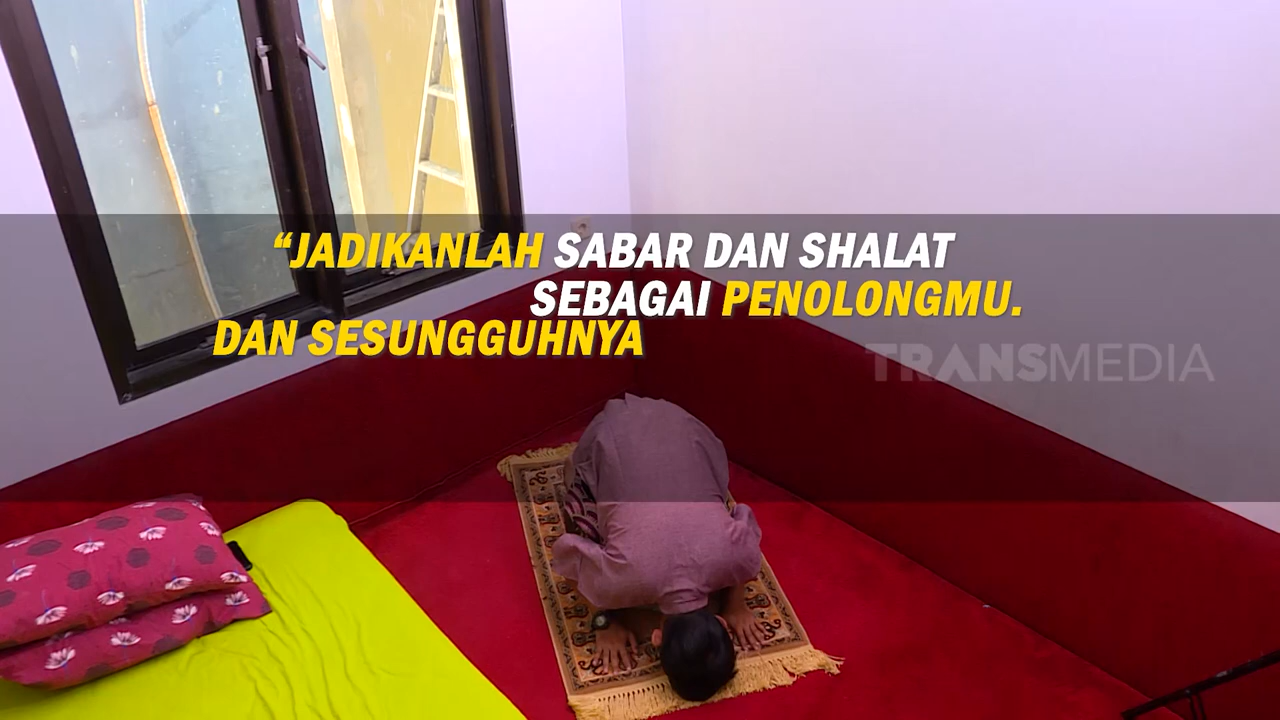 “JADIKANLAH SABAR DAN SHALAT
SEBAGAI PENOLONGMU.
DAN SESUNGGUHNYA
TRANSMEDIA